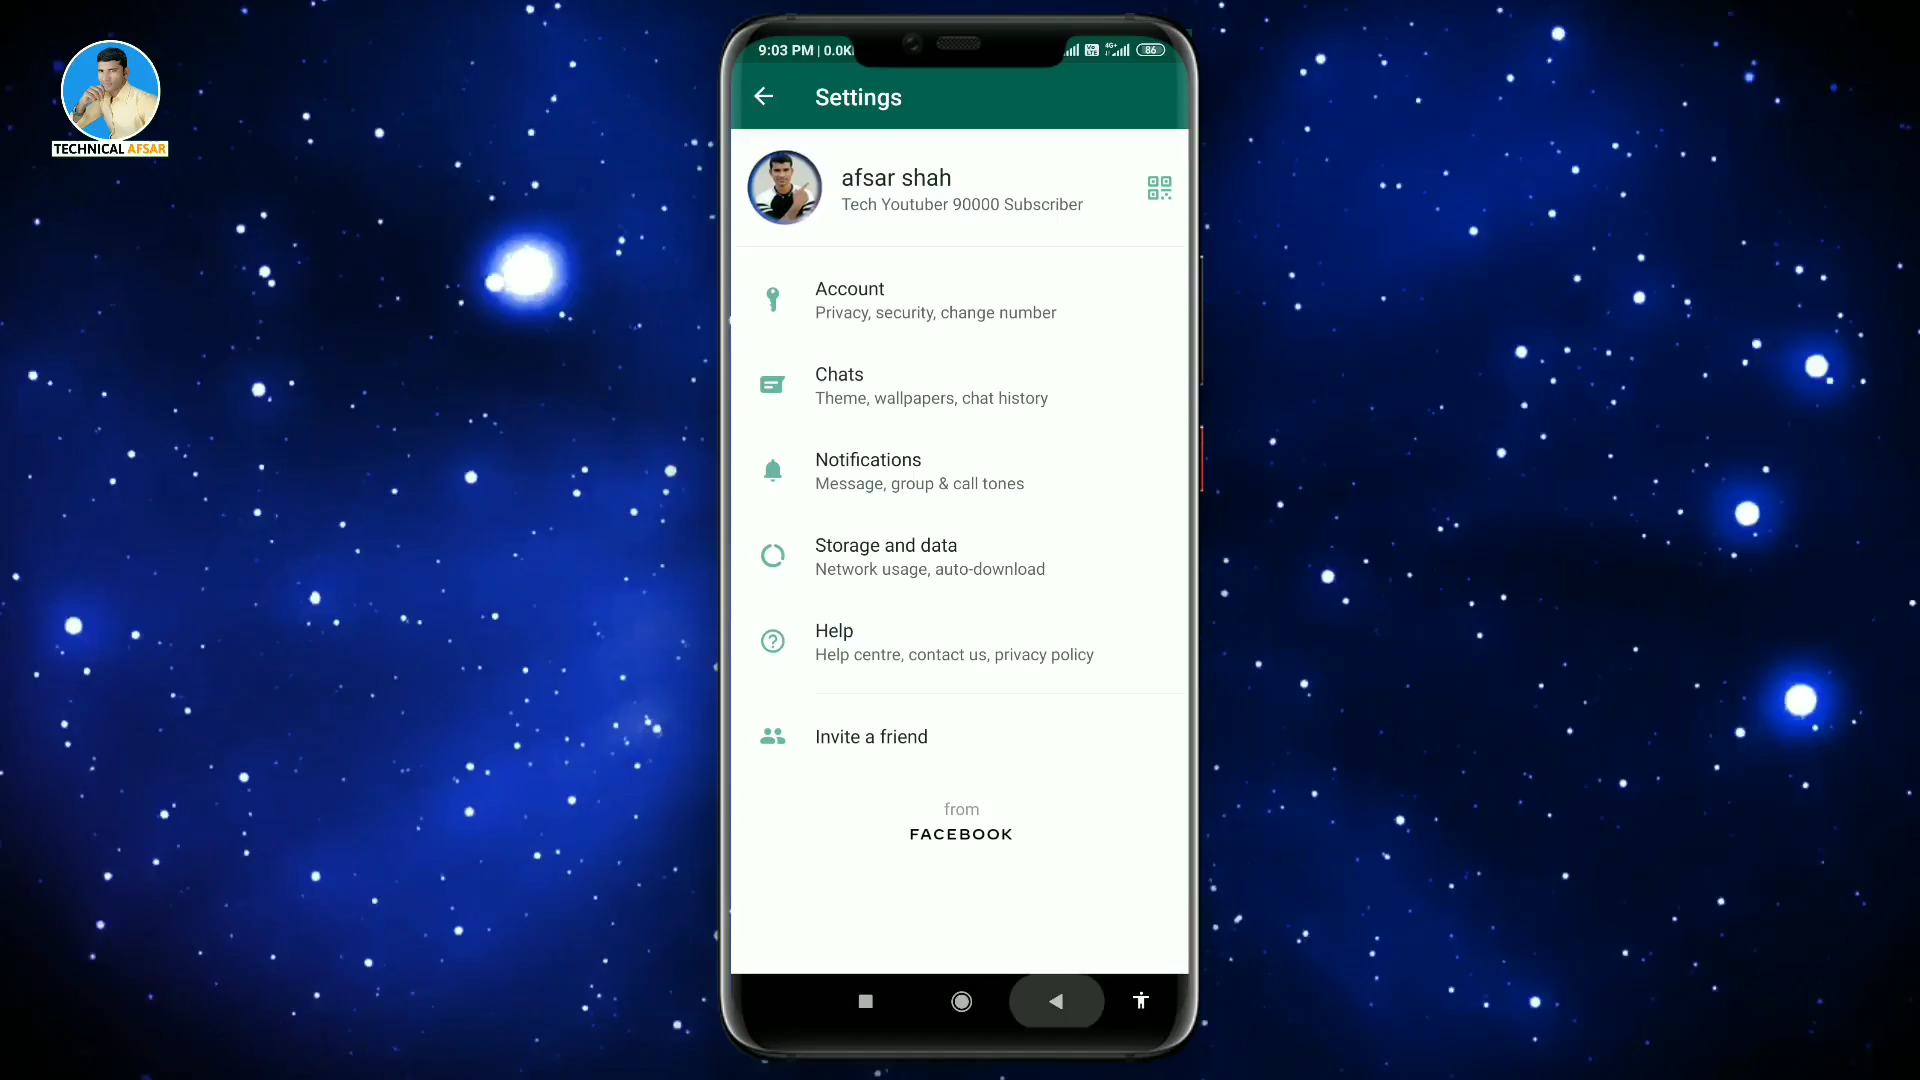 TECHNICAL AFSAR
9:03 PM | 0.0K
4G+
86
Settings
afsar shah
Tech Youtuber 90000 Subscriber
Account
Privacy, security, change number
Chats
Theme, wallpapers, chat history
Notifications
Message, group & call tones
Storage and data
Network usage, auto-download
Help
Help centre, contact us, privacy policy
Invite a friend
from
FACEBOOK